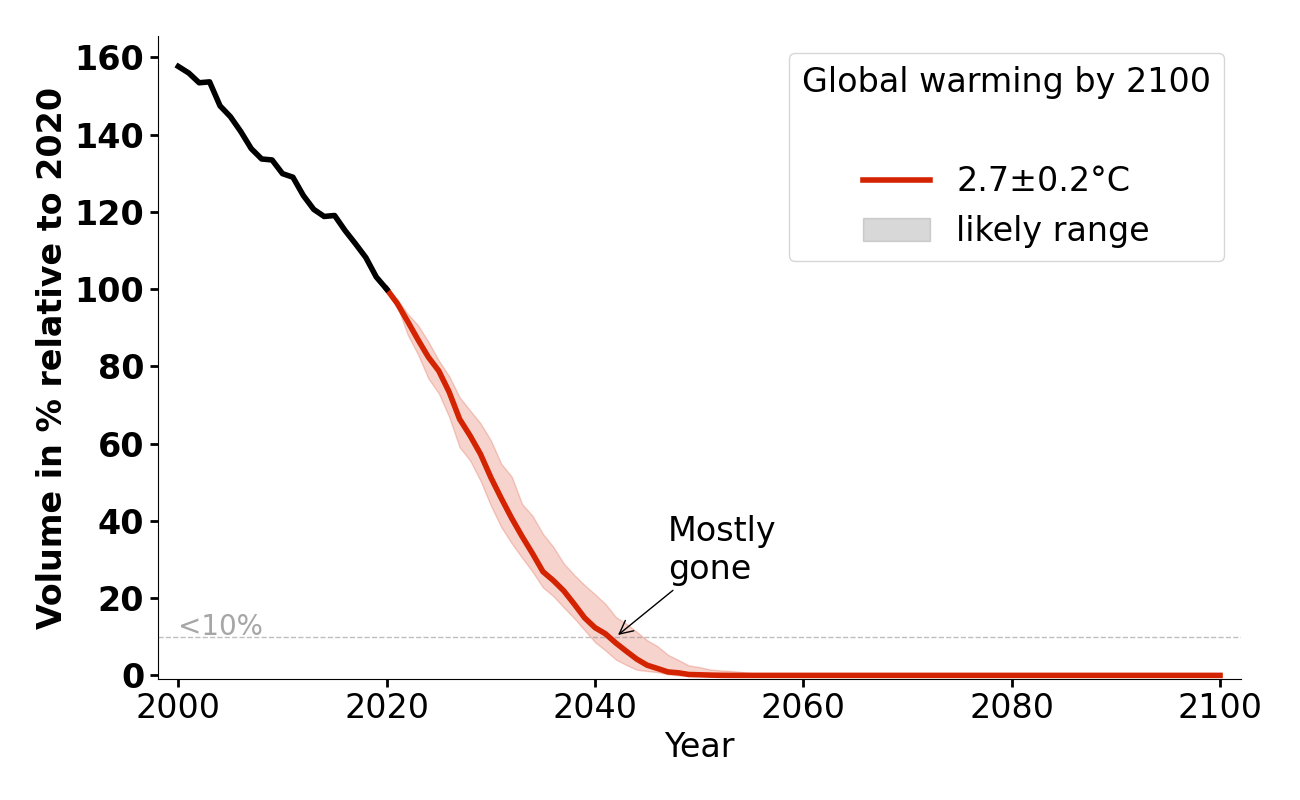 Volume in % relative to 2020
160
140
120
100
80
60
40
20
0
Global warming by 2100
2.7±0.2°C
likely range
Mostly
gone
<10%
2000
2020
2040
2060
2080
2100
Year